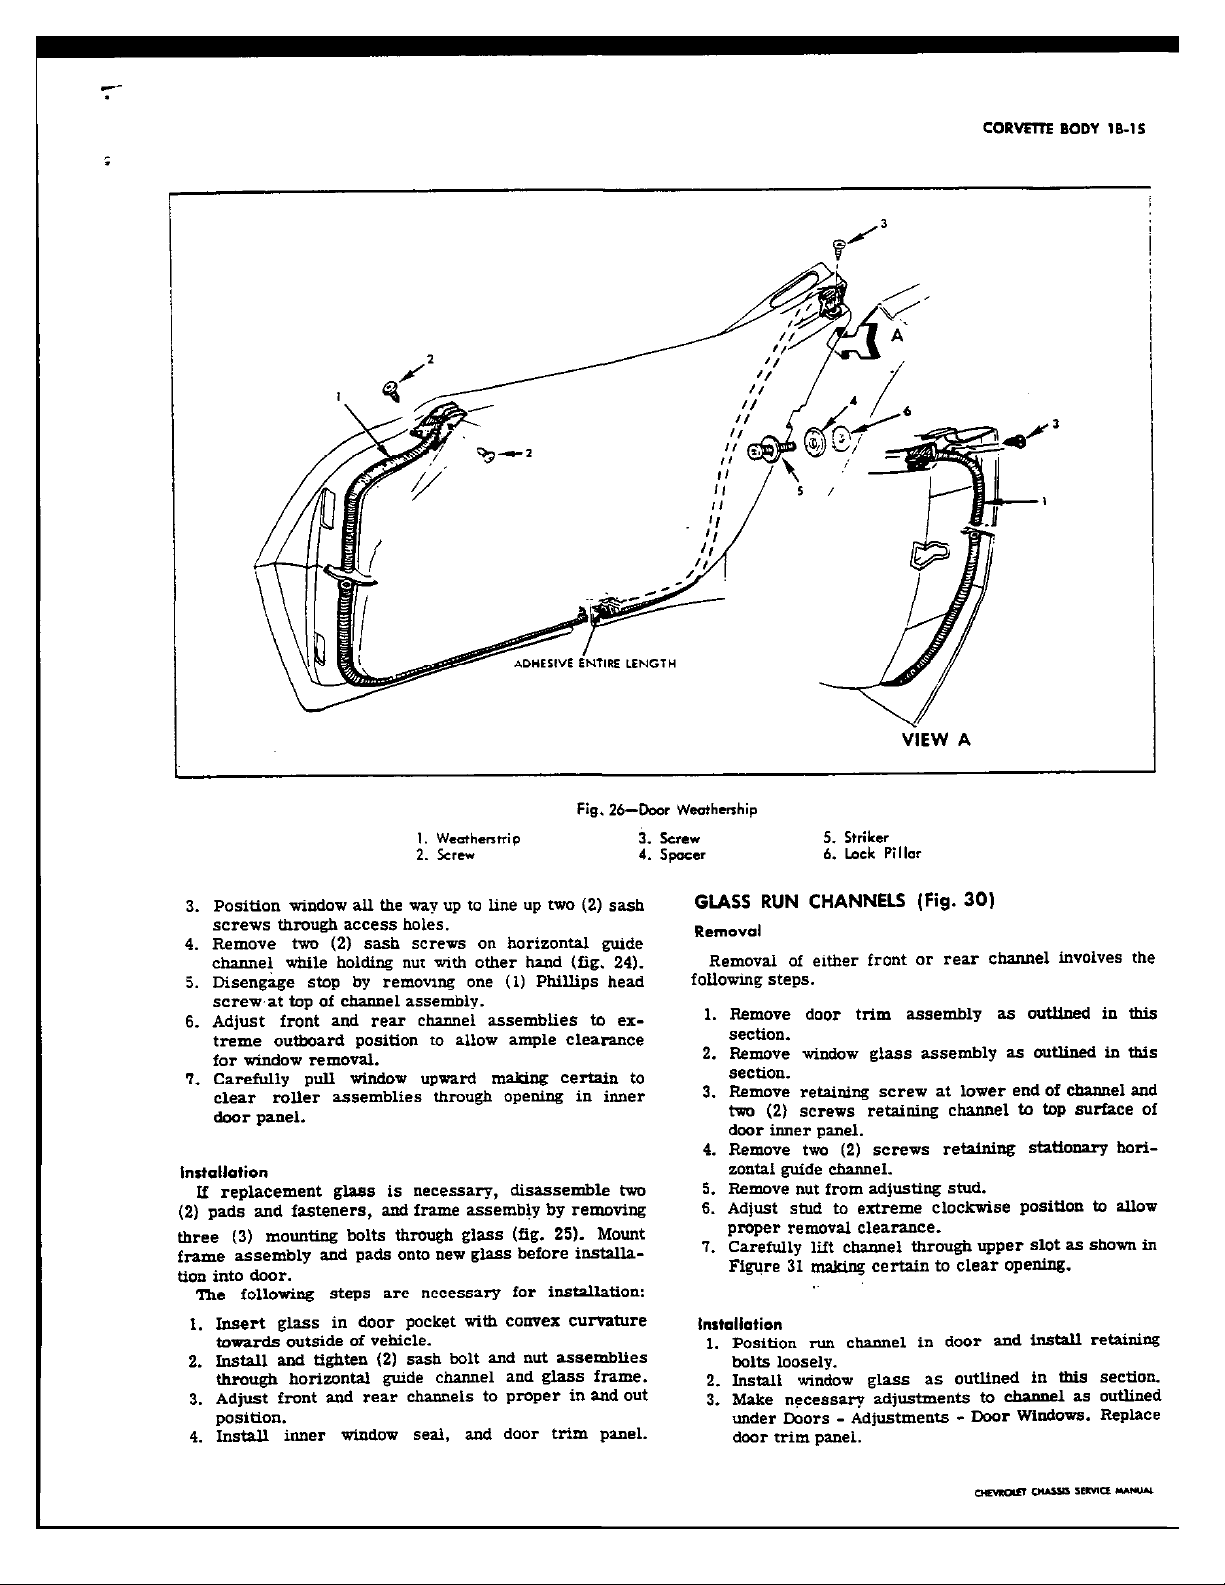 CORVETTE BODY 1B-15
3
2
1
A
4
6
3
2
5
1
ADHESIVE ENTIRE LENGTH
VIEW A
Fig. 26—Door Weathership
1. Weatherstrip
2. Screw
3. Screw
4. Spacer
5. Striker
6. Lock Pillar
3. Position window all the way up to line up two (2) sash
screws through access holes.
4. Remove two (2) sash screws on horizontal guide
channel while holding nut with other hand (fig. 24).
5. Disengage stop by removing one (1) Phillips head
screw at top of channel assembly.
6. Adjust front and rear channel assemblies to ex-
treme outboard position to allow ample clearance
for window removal.
7. Carefully pull window upward making certain to
clear roller assemblies through opening in inner
door panel.
Installation
If replacement glass is necessary, disassemble two
(2) pads and fasteners, and frame assembly by removing
three (3) mounting bolts through glass (fig. 25). Mount
frame assembly and pads onto new glass before installa-
tion into door.
The following steps are necessary for installation:
1. Insert glass in door pocket with convex curvature
towards outside of vehicle.
2. Install and tighten (2) sash bolt and nut assemblies
through horizontal guide channel and glass frame.
3. Adjust front and rear channels to proper in and out
position.
4. Install inner window seal, and door trim panel.
GLASS RUN CHANNELS (Fig. 30)
Removal
Removal of either front or rear channel involves the
following steps.
1. Remove door trim assembly as outlined in this
section.
2. Remove window glass assembly as outlined in this
section.
3. Remove retaining screw at lower end of channel and
two (2) screws retaining channel to top surface of
door inner panel.
4. Remove two (2) screws retaining stationary hori-
zontal guide channel.
5. Remove nut from adjusting stud.
6. Adjust stud to extreme clockwise position to allow
proper removal clearance.
7. Carefully lift channel through upper slot as shown in
Figure 31 making certain to clear opening.
Installation
1. Position run channel in door and install retaining
bolts loosely.
2. Install window glass as outlined in this section.
3. Make necessary adjustments to channel as outlined
under Doors - Adjustments - Door Windows. Replace
door trim panel.
CHEVROLET CHASSIS SERVICE MANUAL